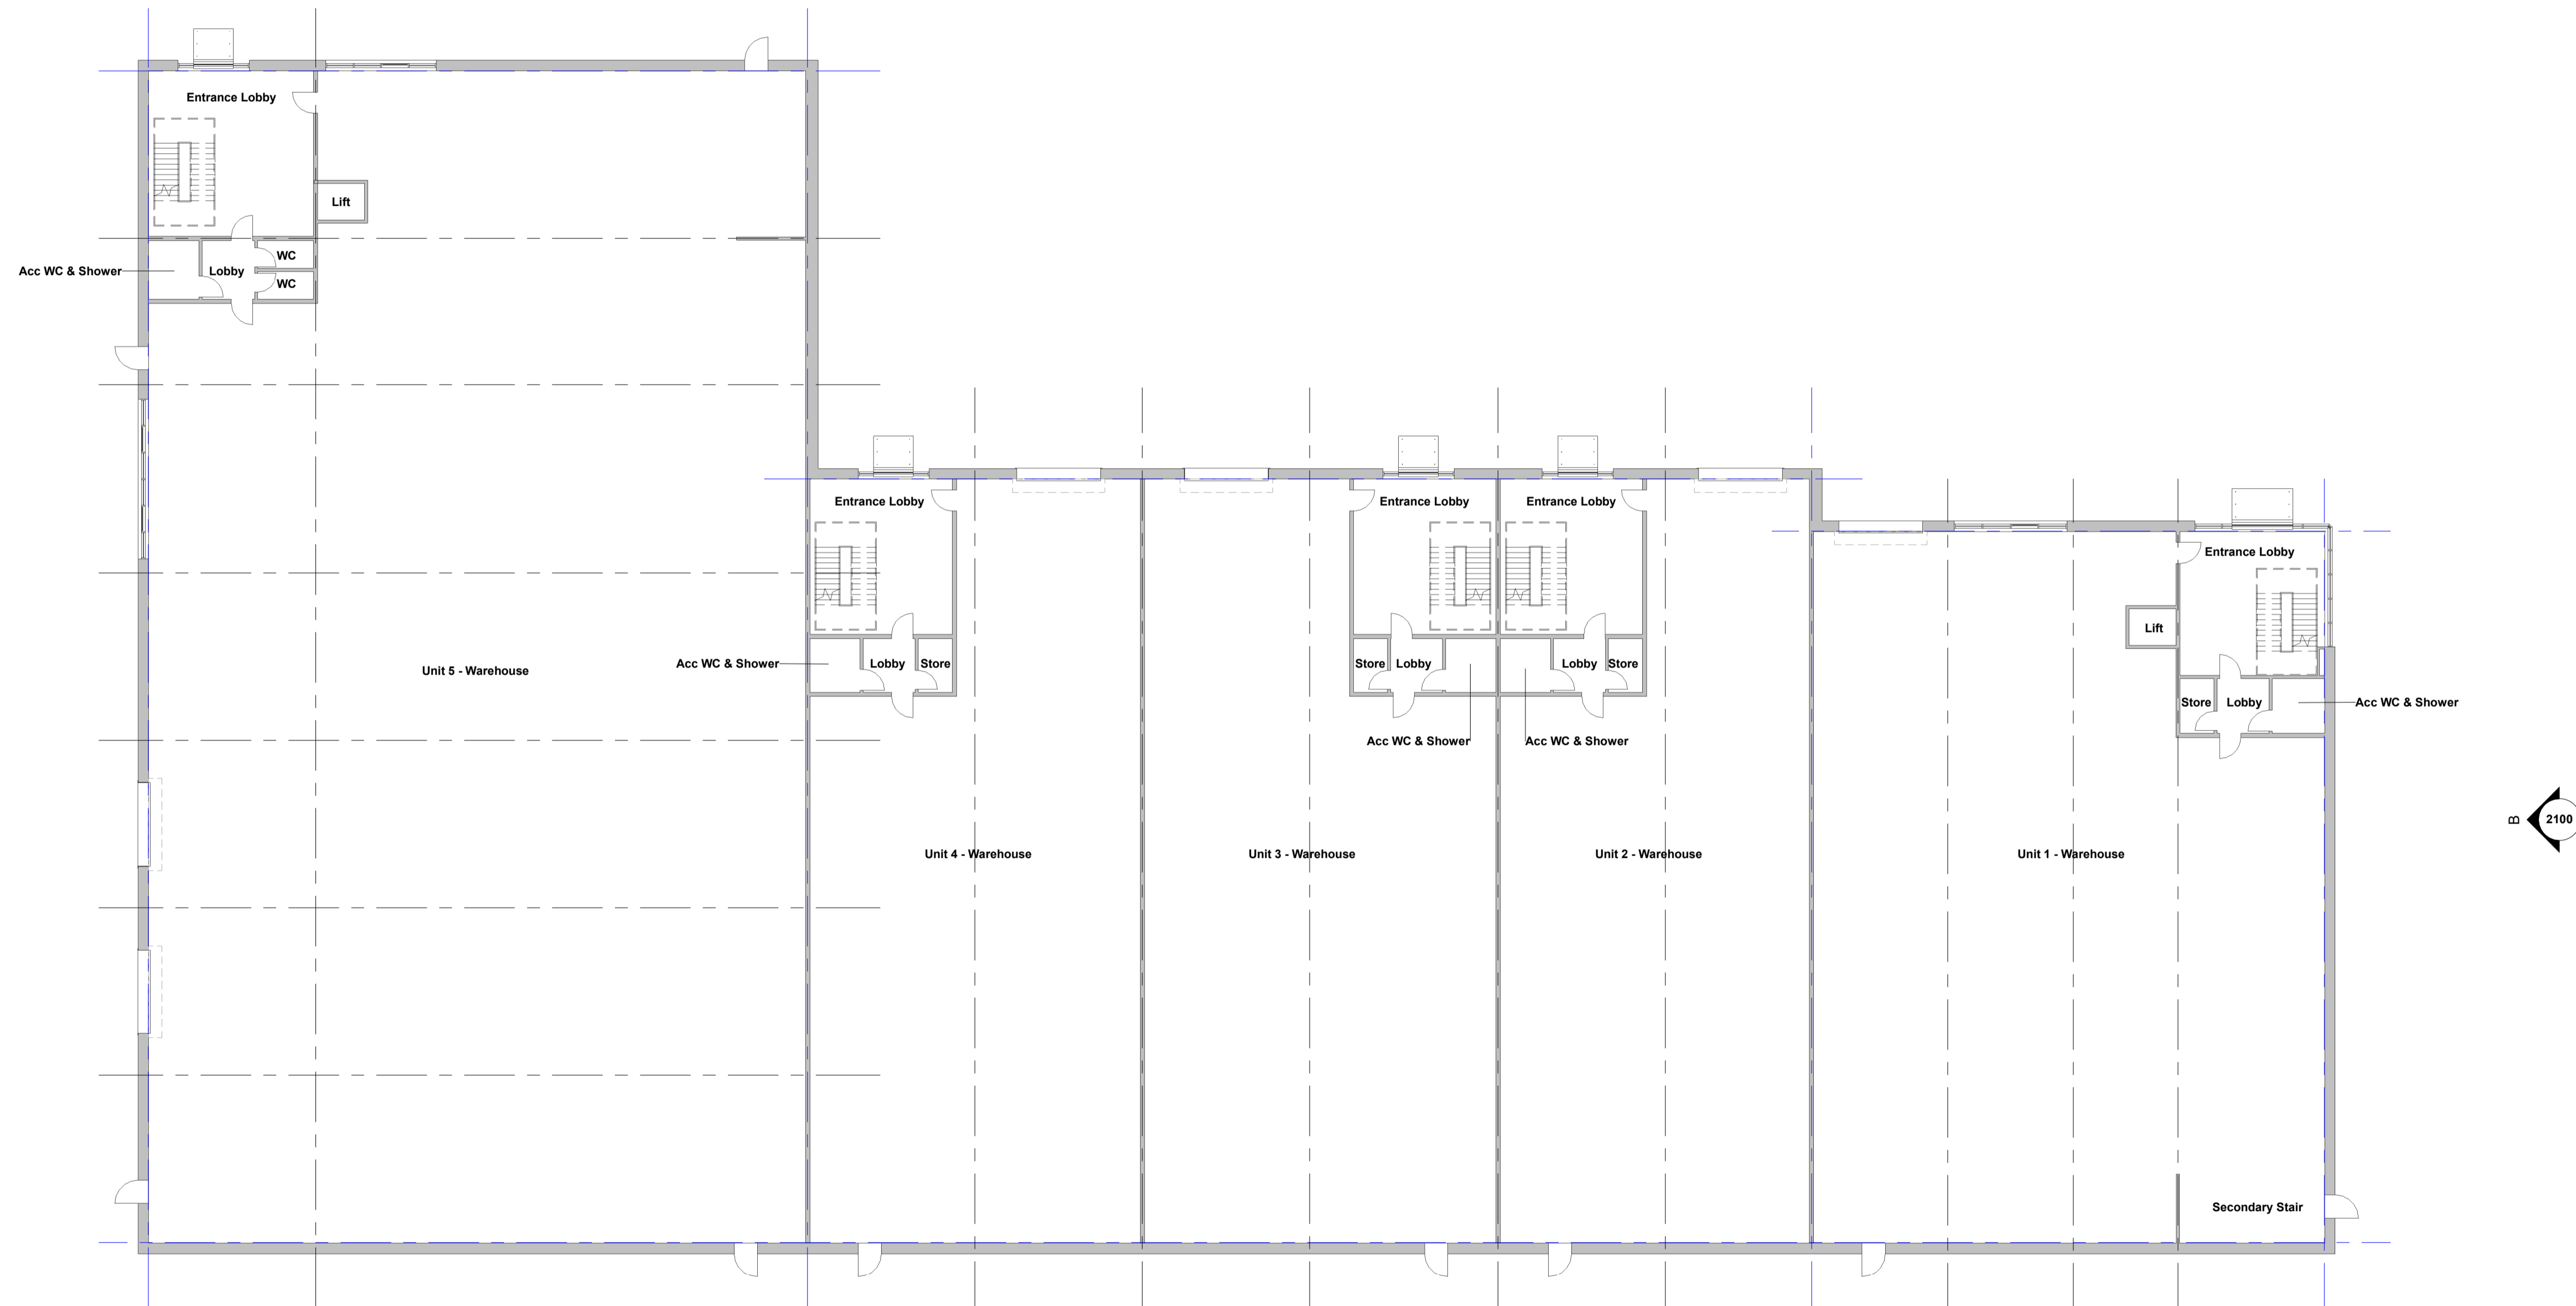 Entrance Lobby
Lift
WC
Acc WC & Shower
Lobby
WC
Entrance Lobby
Entrance Lobby
Entrance Lobby
Entrance Lobby
Lift
Unit 5 - Warehouse
Acc WC & Shower
Lobby
Store
Store
Lobby
Lobby
Store
Store
Lobby
Acc WC & Shower
Acc WC & Shower
Acc WC & Shower
B
2100
Unit 4 - Warehouse
Unit 3 - Warehouse
Unit 2 - Warehouse
Unit 1 - Warehouse
Secondary Stair